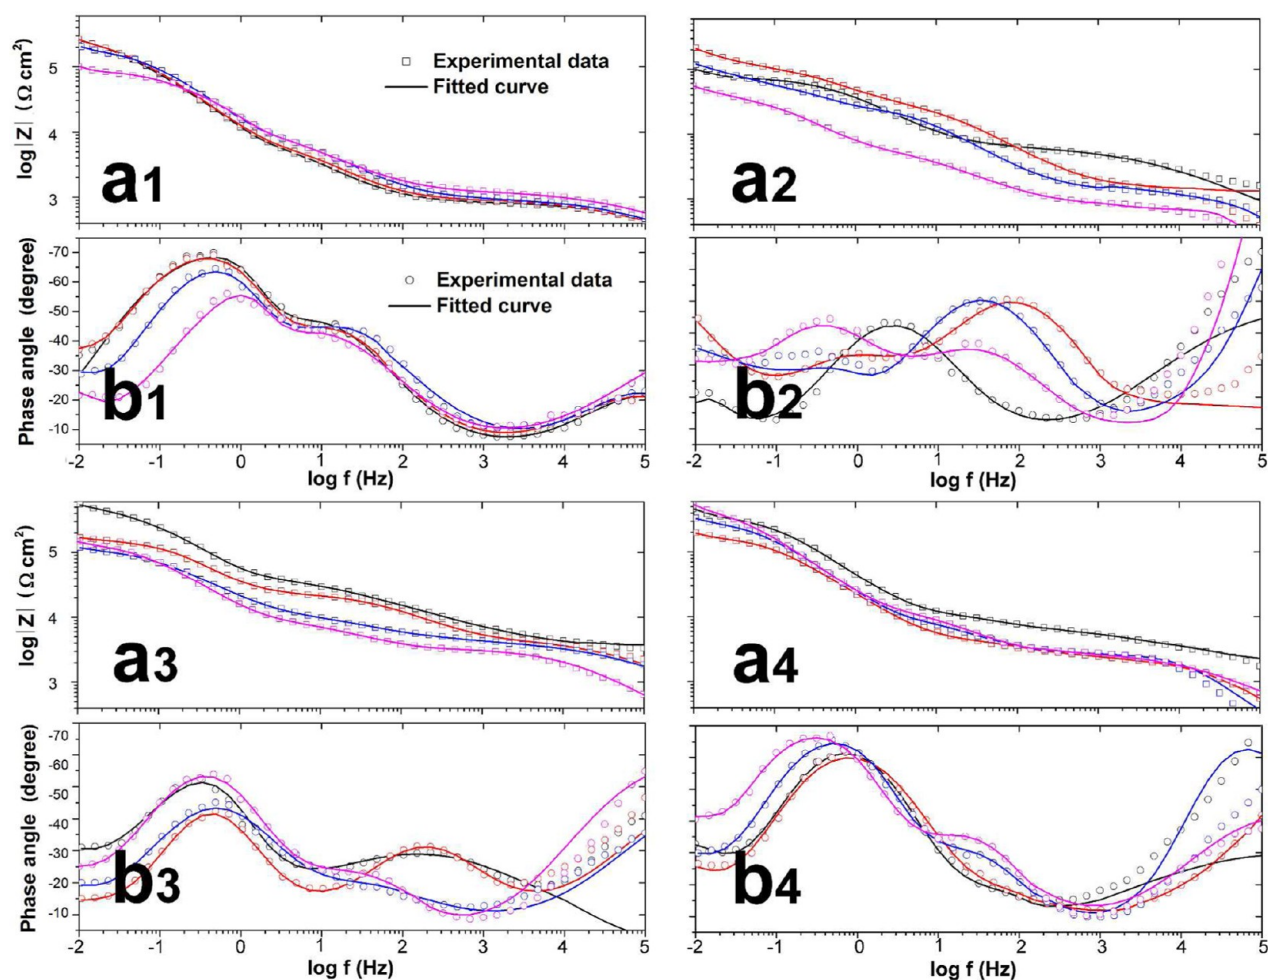 log|Z| (Ω cm²)
5
4
3
Experimental data
Fitted curve
a1
a2
Phase angle (degree)
-70
-60
-50
-40
-30
-20
-10
Experimental data
Fitted curve
b1
b2
-2 -1 0 1 2 3 4 5
log f (Hz)
-2 -1 0 1 2 3 4 5
log f (Hz)
log|Z| (Ω cm²)
5
4
3
a3
a4
Phase angle (degree)
-70
-60
-50
-40
-30
-20
-10
b3
b4
-2 -1 0 1 2 3 4 5
log f (Hz)
-2 -1 0 1 2 3 4 5
log f (Hz)